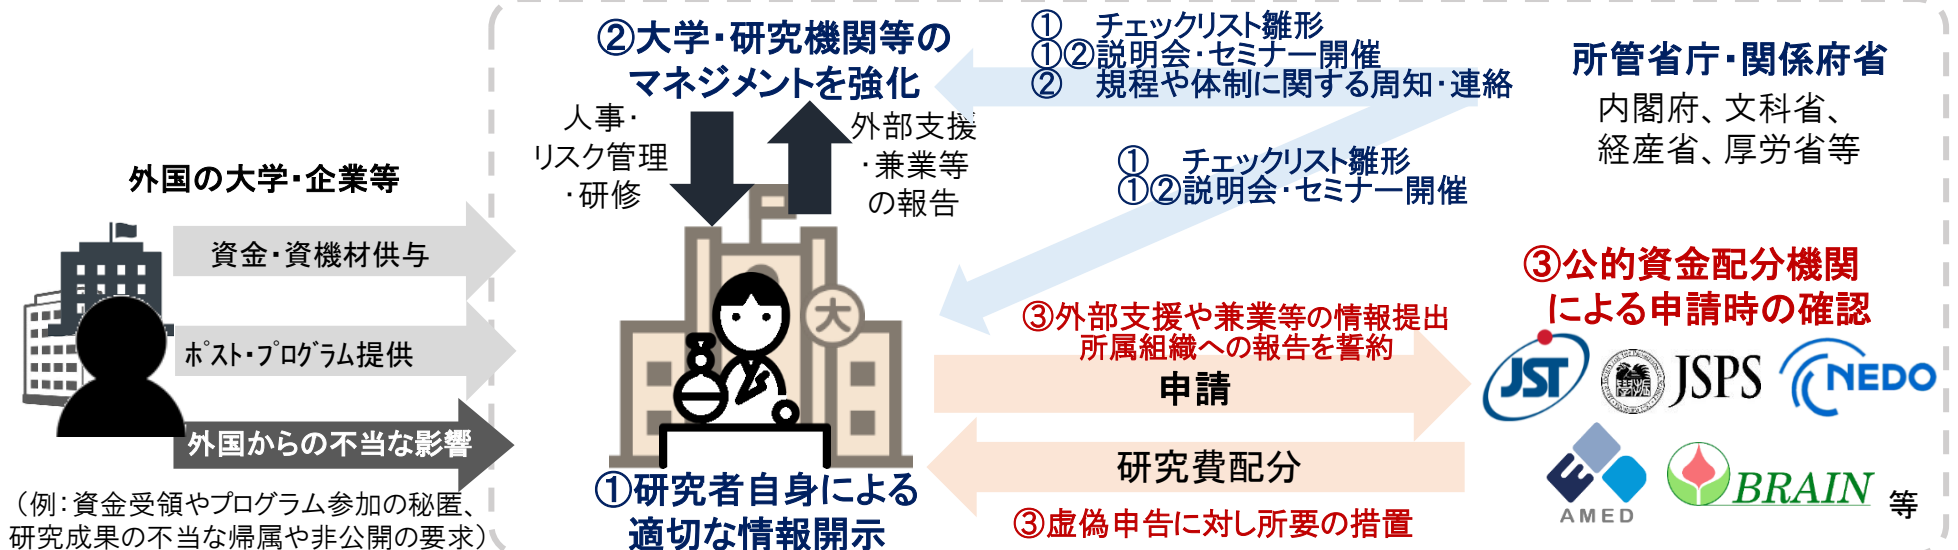 ②大学・研究機関等の
マネジメントを強化
人事・
リスク管理
・研修
外部支援
・兼業等
の報告
①　チェックリスト雛形
①②説明会・セミナー開催
②　規程や体制に関する周知・連絡
所管省庁・関係府省
内閣府、文科省、
経産省、厚労省等
①　チェックリスト雛形
①②説明会・セミナー開催
外国の大学・企業等
資金・資機材供与
ﾎﾟｽﾄ・ﾌﾟﾛｸﾞﾗﾑ提供
外国からの不当な影響
（例：資金受領やプログラム参加の秘匿、
研究成果の不当な帰属や非公開の要求）
大
①研究者自身による
適切な情報開示
③外部支援や兼業等の情報提出
所属組織への報告を誓約
申請
研究費配分
③虚偽申告に対し所要の措置
③公的資金配分機関
による申請時の確認
JST
JSPS
NEDO
AMED
BRAIN
等